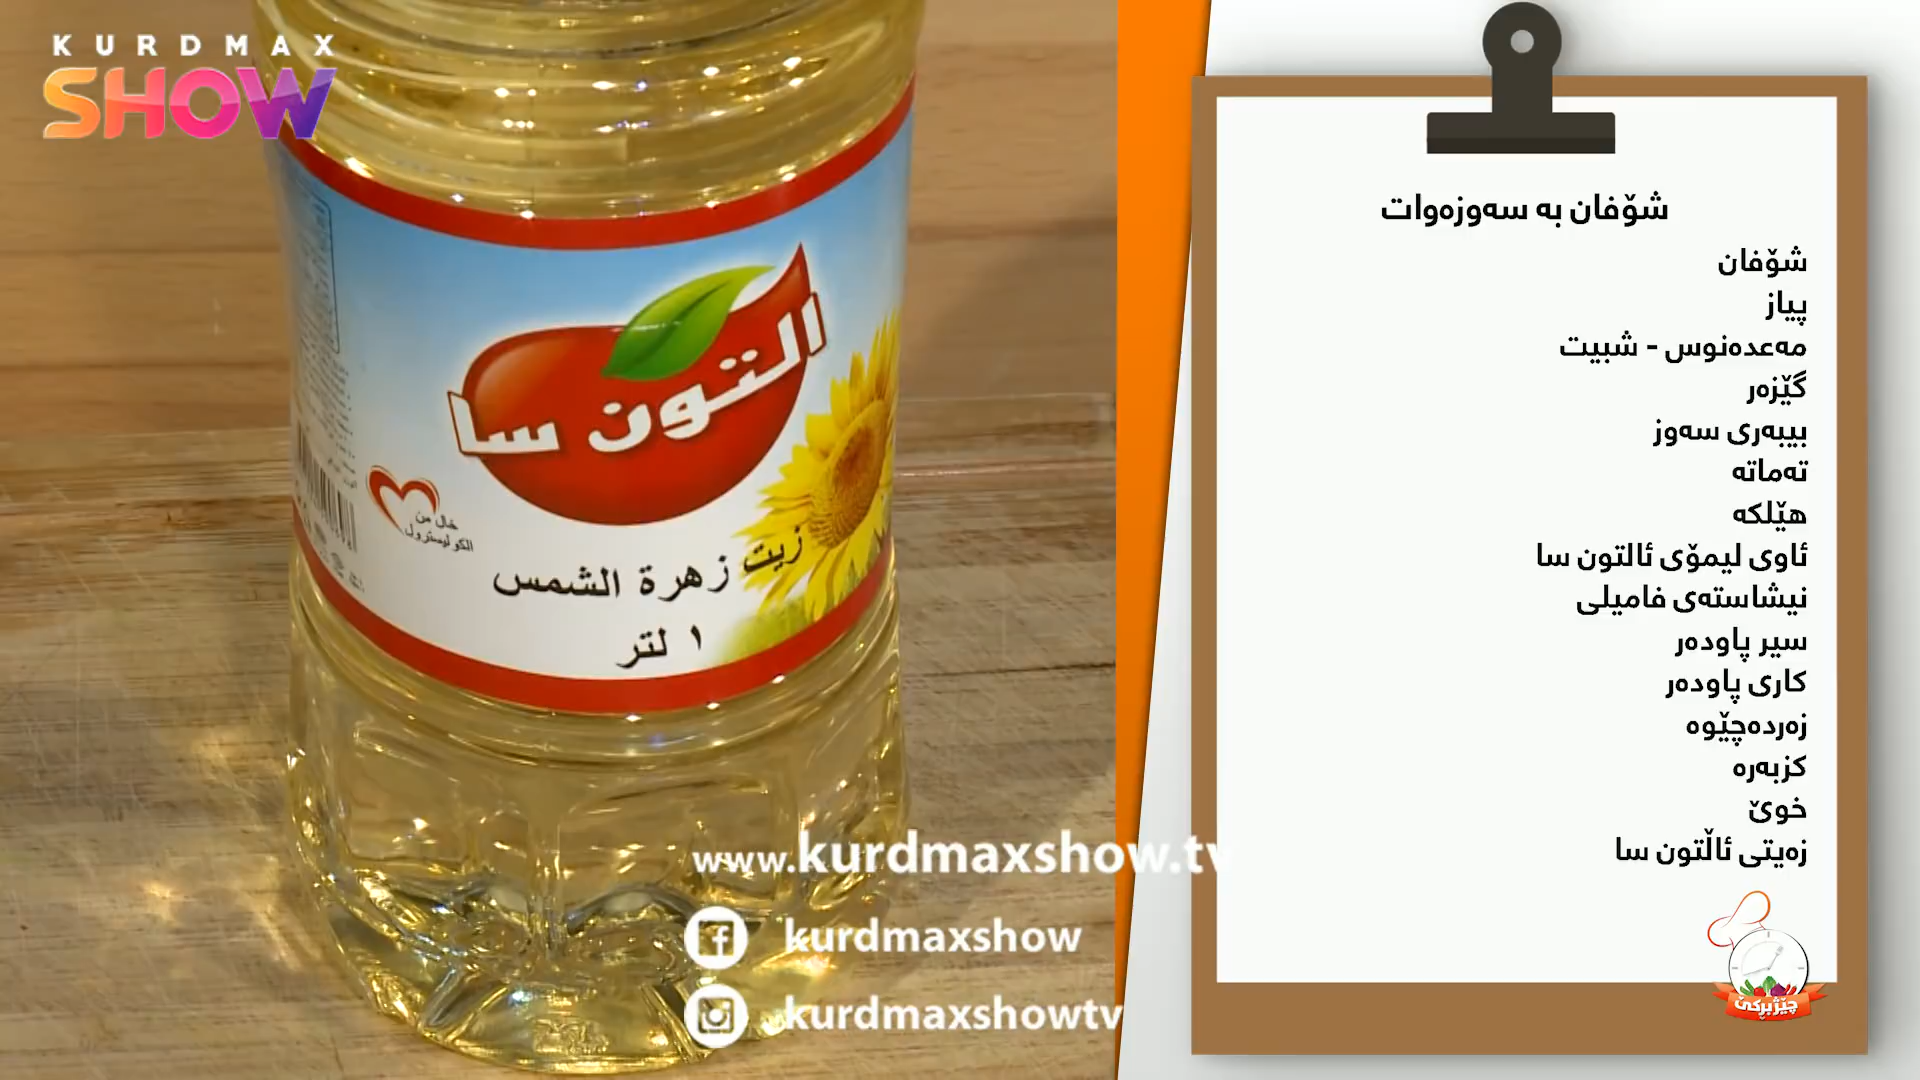 KURDMAX
SHOW
التون سا
خال من
الكوليسترول
زيت زهرة الشمس
١ لتر
www.kurdmaxshow.tv
kurdmaxshow
kurdmaxshowtv
شۆفان بە سەوزەوات
شۆفان
پیاز
مەعدەنوس - شبیت
گێزەر
بیبەری سەوز
تەماتە
هێلکە
ئاوی لیمۆی ئالتون سا
نیشاستەی فامیلی
سیر پاودەر
کاری پاودەر
زەردەچێوە
کزبەرە
خوێ
زەیتی ئاڵتون سا
چێژبڕکێ